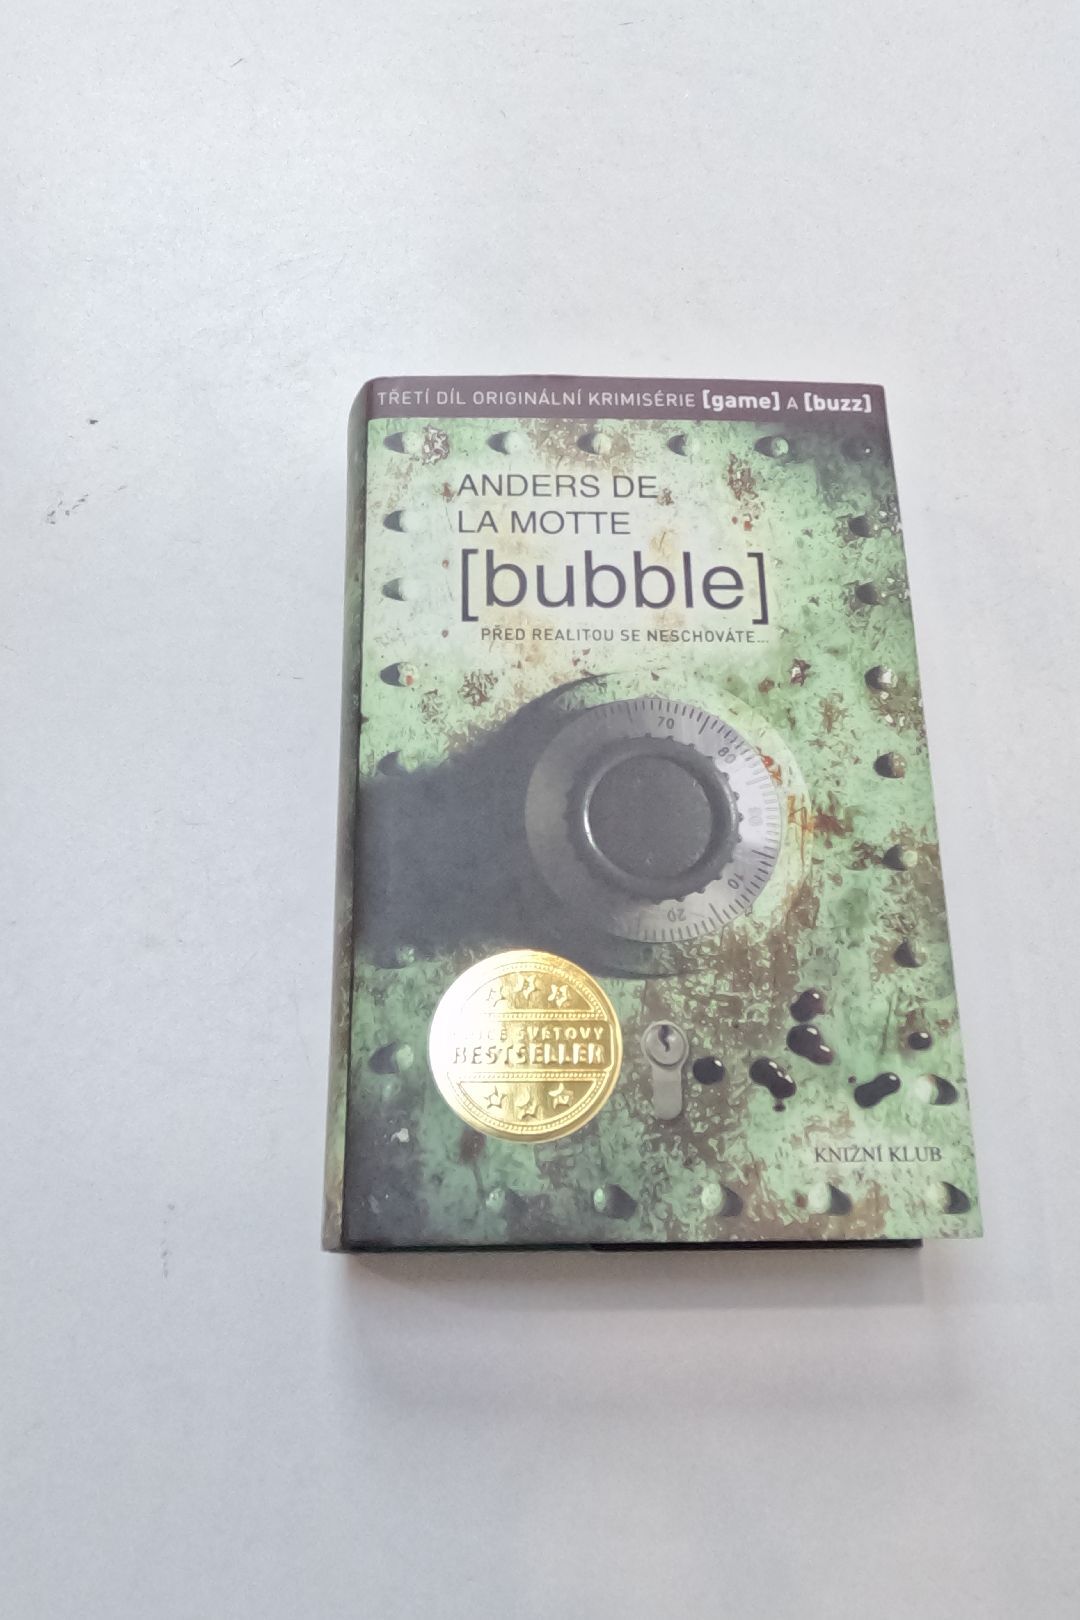 TŘETÍ DÍL ORIGINÁLNÍ KRIMISÉRIE [game] A [buzz]
ANDERS DE
LA MOTTE
[bubble]
PŘED REALITOU SE NESCHOVÁTE...
70
80
90
10
20
SVĚTOVÝ
BESTSELLER
KNIŽNÍ KLUB